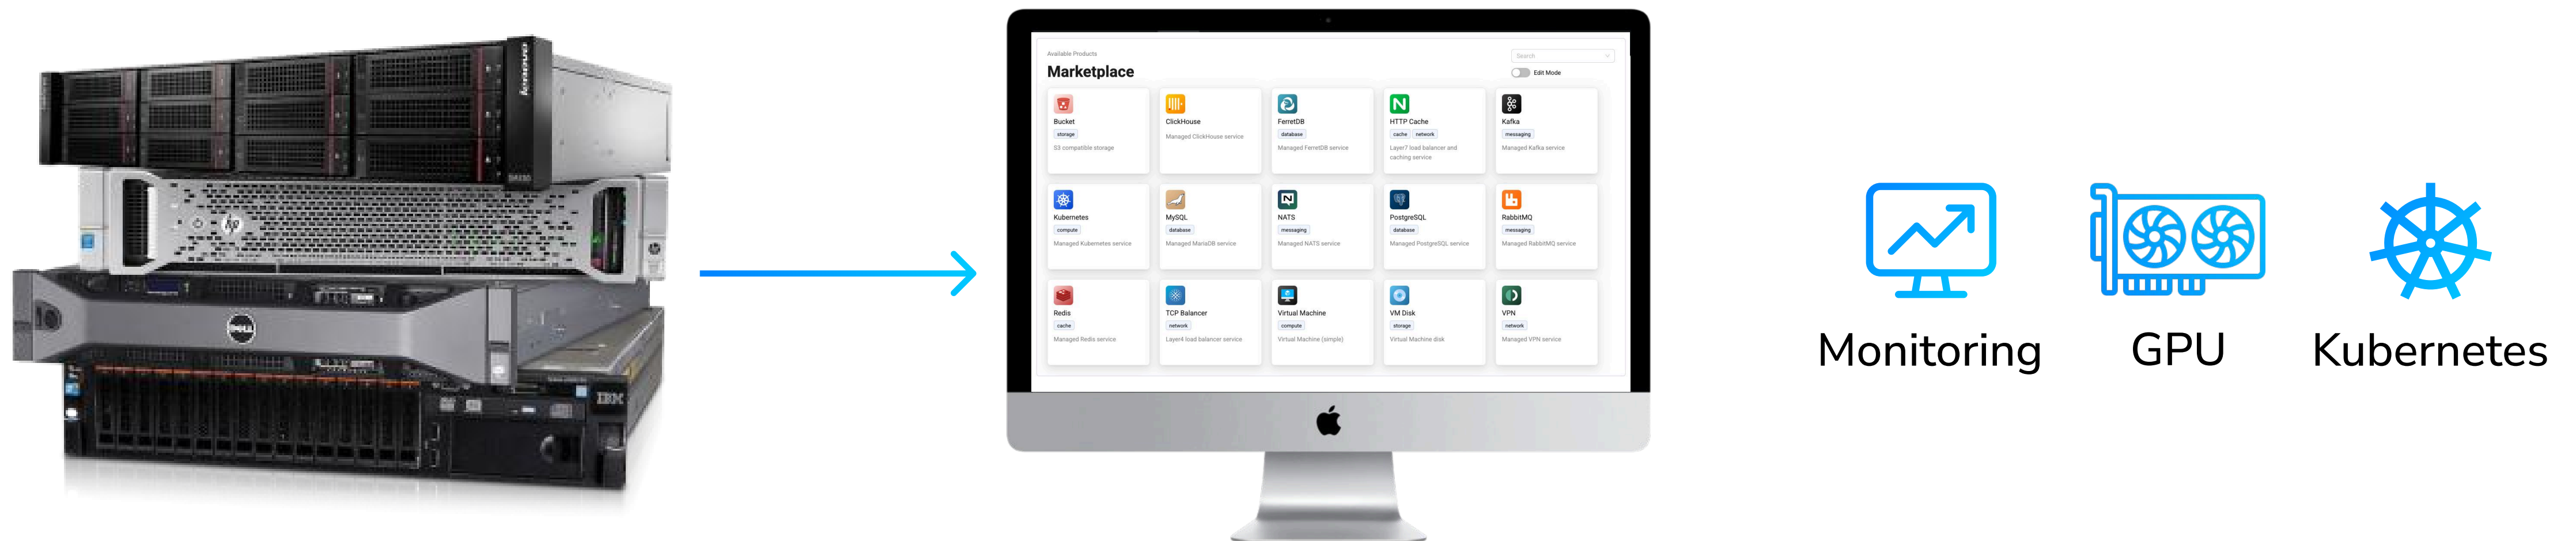 lenovo
hp
DELL
IBM
Available Products
Marketplace
Search
Edit Mode
Bucket
storage
S3 compatible storage
ClickHouse
Managed ClickHouse service
FerretDB
database
Managed FerretDB service
HTTP Cache
cache network
Layer7 load balancer and
caching service
Kafka
messaging
Managed Kafka service
Kubernetes
compute
Managed Kubernetes service
MySQL
database
Managed MariaDB service
NATS
messaging
Managed NATS service
PostgreSQL
database
Managed PostgreSQL service
RabbitMQ
messaging
Managed RabbitMQ service
Redis
cache
Managed Redis service
TCP Balancer
network
Layer4 load balancer service
Virtual Machine
compute
Virtual Machine (simple)
VM Disk
storage
Virtual Machine disk
VPN
network
Managed VPN service
Monitoring
GPU
Kubernetes